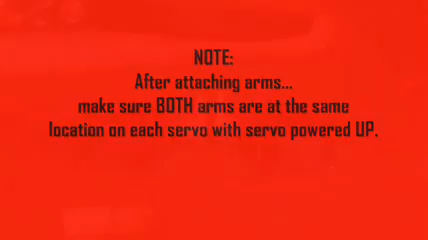 NOTE:
After attaching arms...
make sure BOTH arms are at the same
location on each servo with servo powered UP.